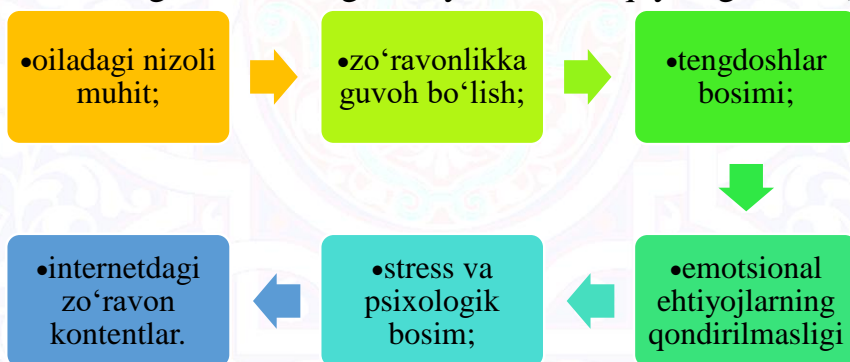 •oiladagi nizoli
muhit;
•zo‘ravonlikka
guvoh bo‘lish;
•tengdoshlar
bosimi;
•emotsional
ehtiyojlarning
qondirilmasligi
•stress va
psixologik
bosim;
•internetdagi
zo‘ravon
kontentlar.